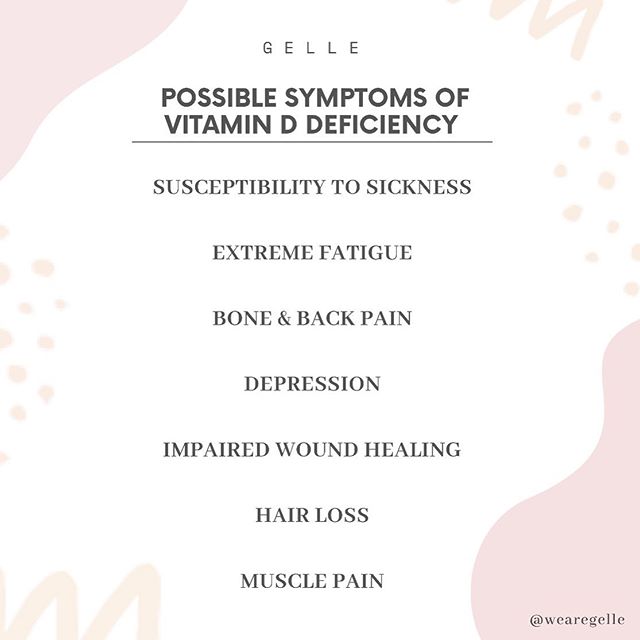 GELLE
POSSIBLE SYMPTOMS OF
VITAMIN D DEFICIENCY
SUSCEPTIBILITY TO SICKNESS
EXTREME FATIGUE
BONE & BACK PAIN
DEPRESSION
IMPAIRED WOUND HEALING
HAIR LOSS
MUSCLE PAIN
@wearegelle